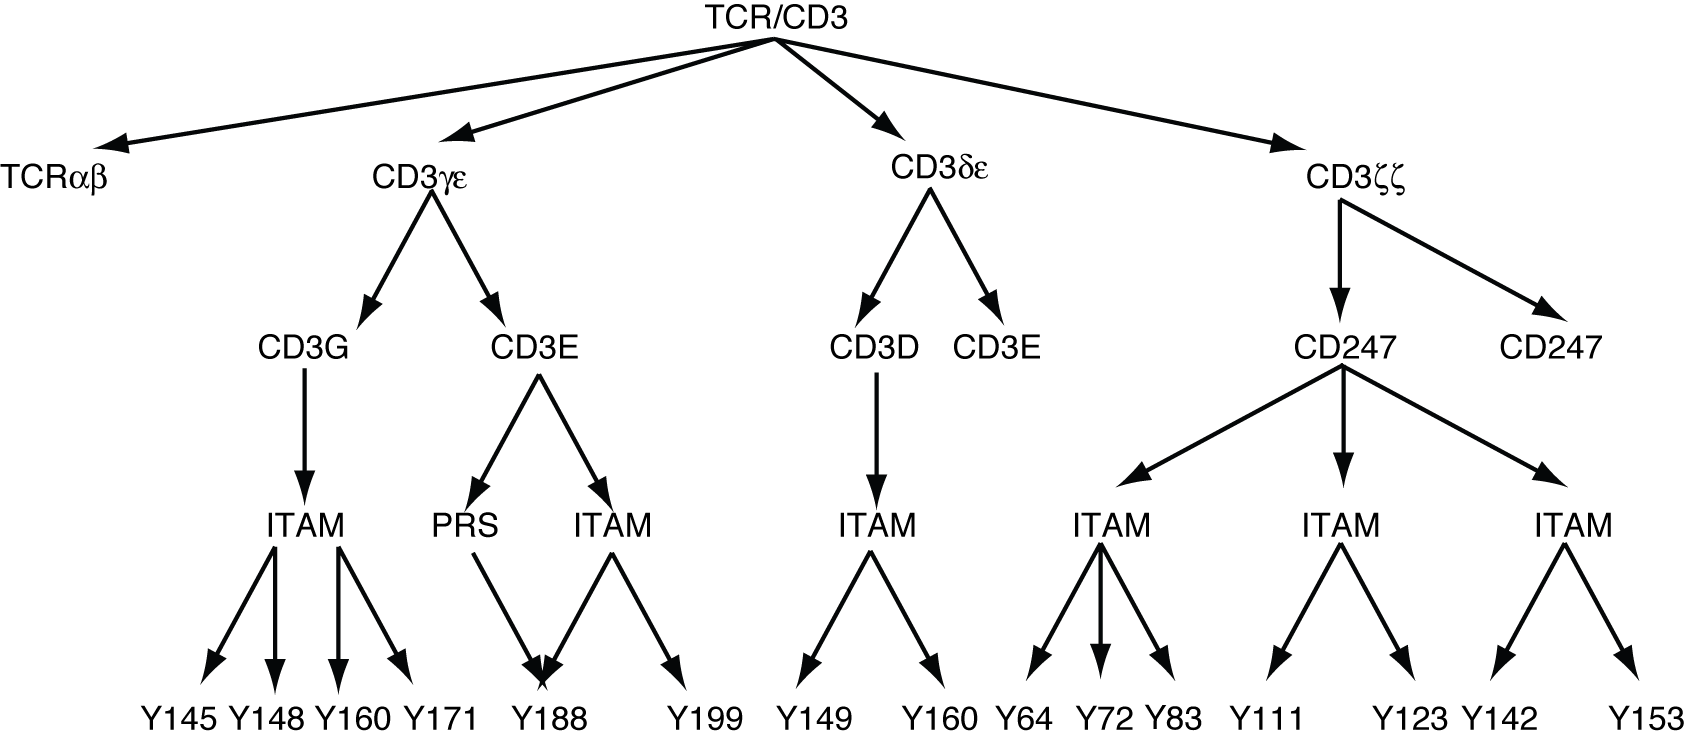 TCR/CD3
TCRαβ CD3γε CD3δε CD3ζζ
CD3G CD3E CD3D CD3E CD247 CD247
ITAM PRS ITAM ITAM ITAM ITAM ITAM
Y145 Y148 Y160 Y171 Y188 Y199 Y149 Y160 Y64 Y72 Y83 Y111 Y123 Y142 Y153